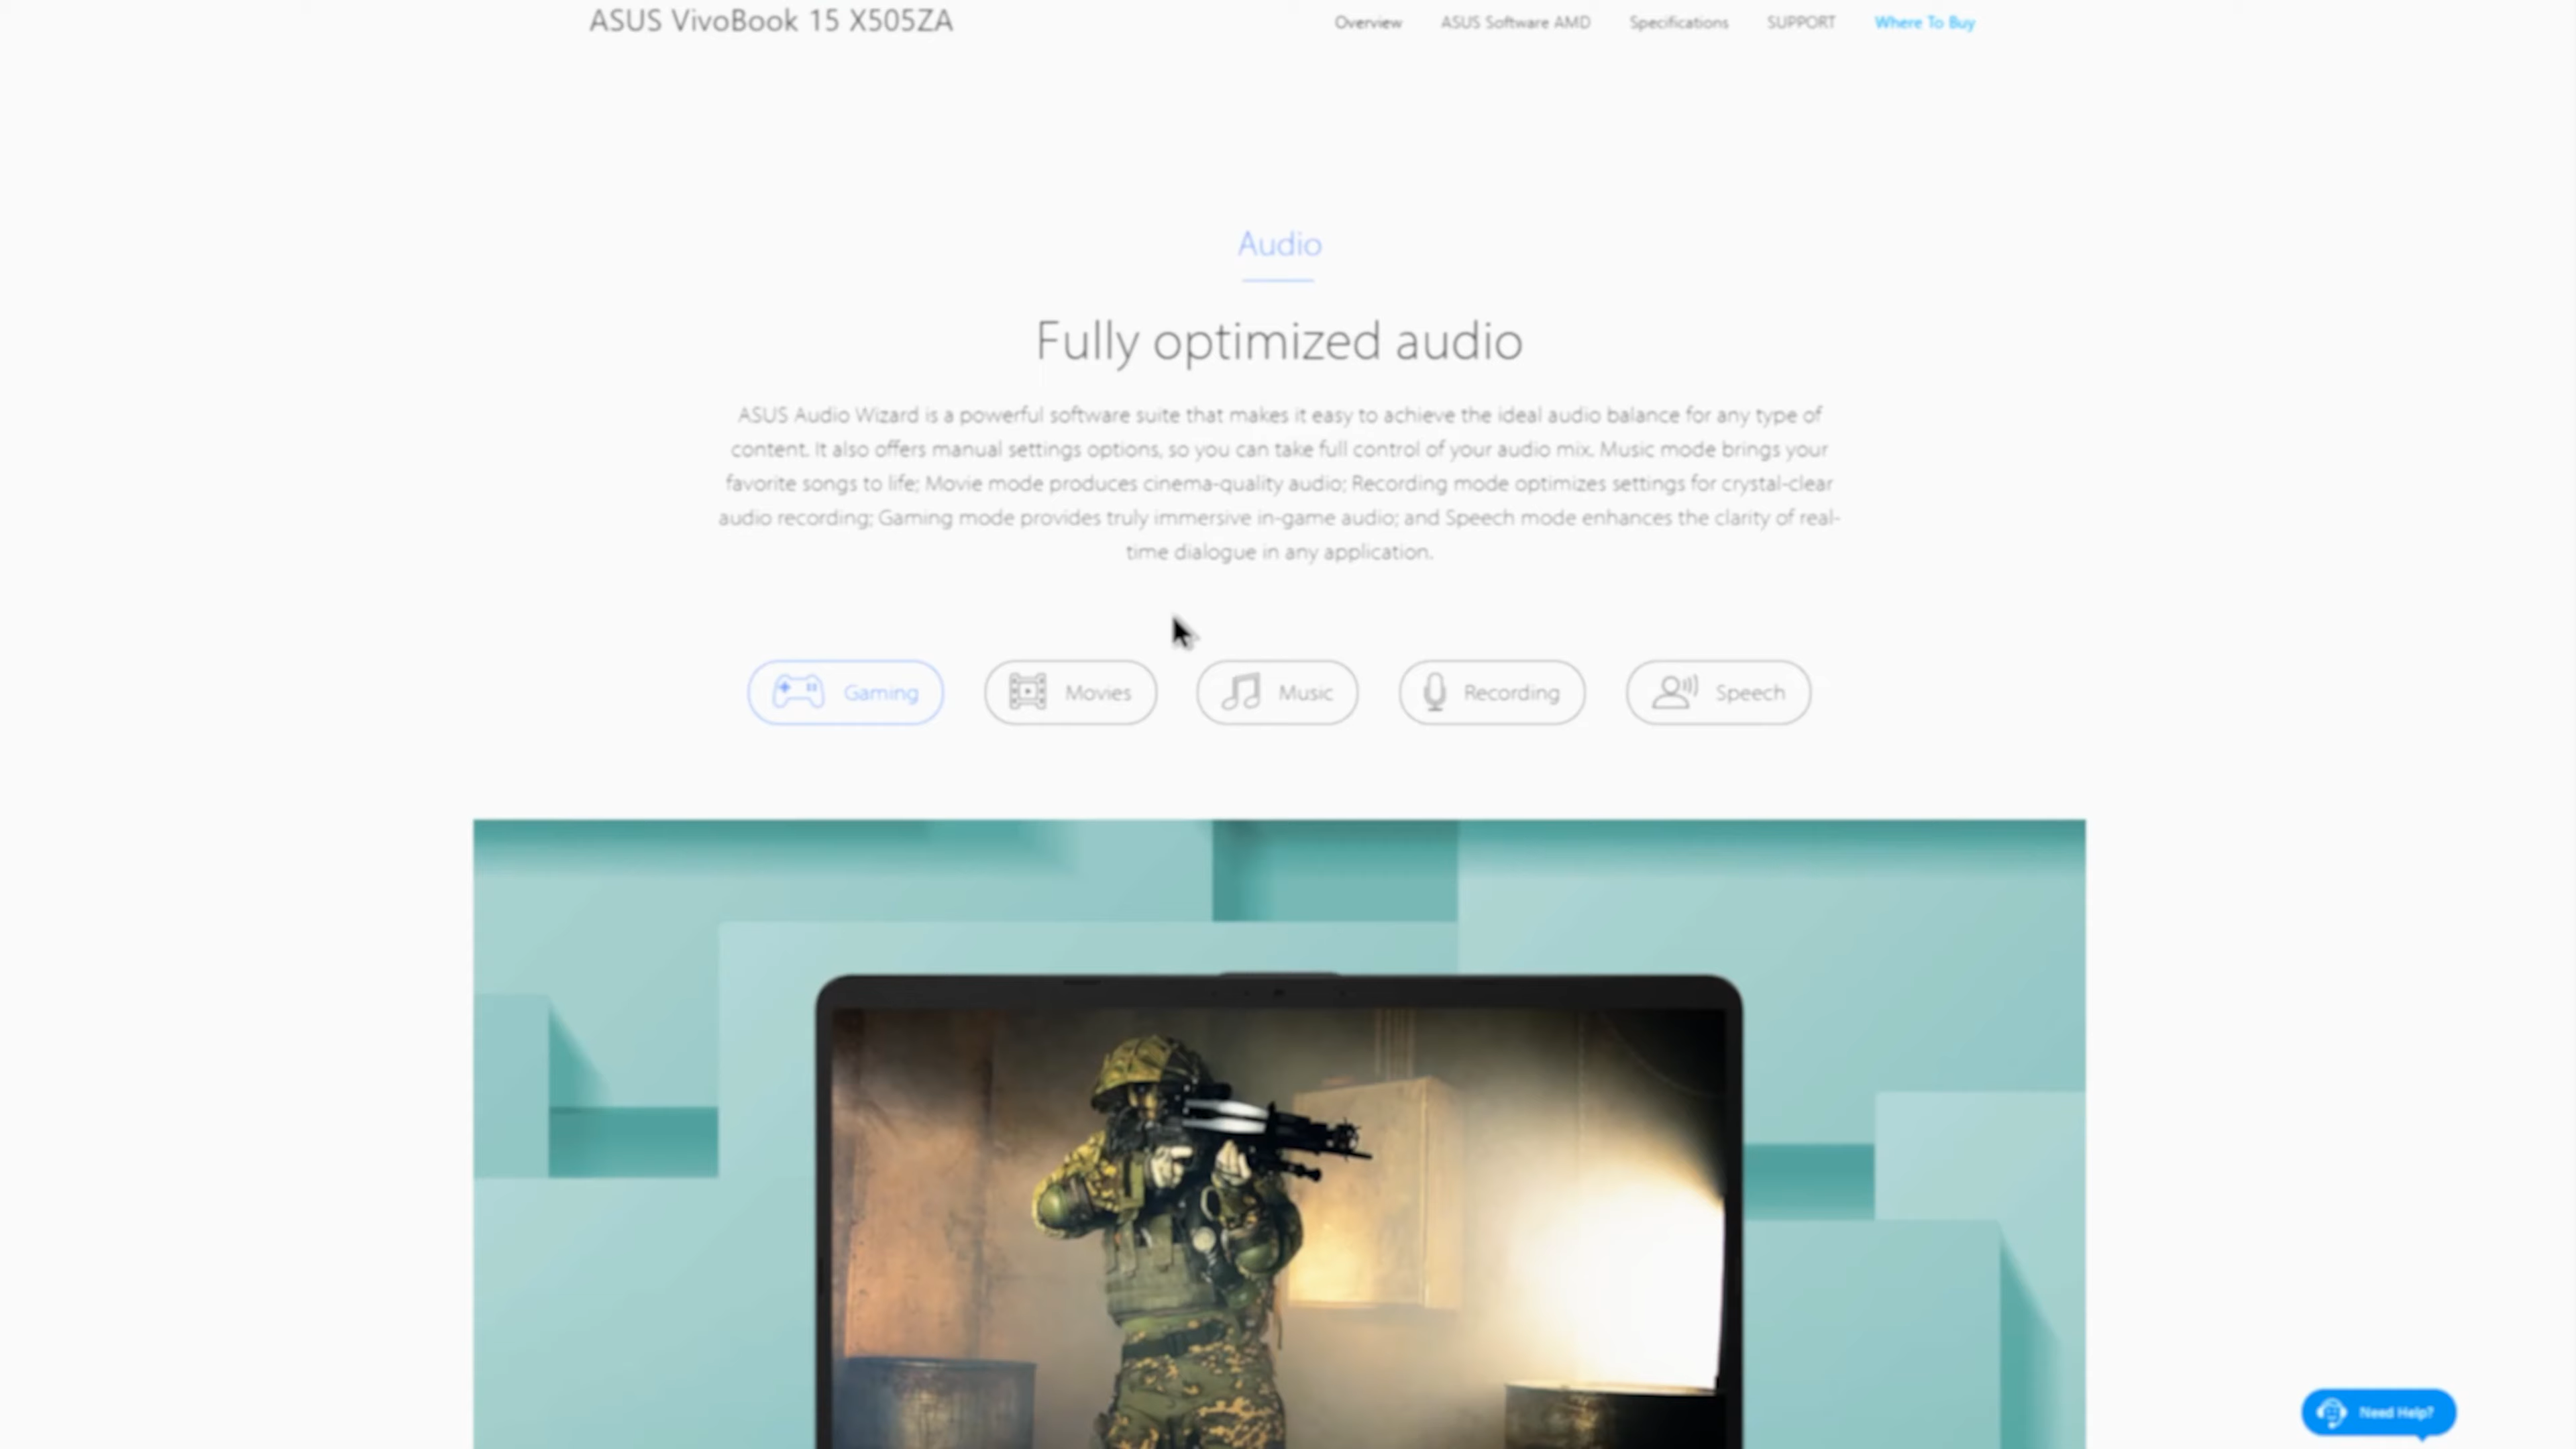 ASUS VivoBook 15 X505ZA
Overview
ASUS Software AMD
Specifications
SUPPORT
Where To Buy
Audio
Fully optimized audio
ASUS Audio Wizard is a powerful software suite that makes it easy to achieve the ideal audio balance for any type of
content. It also offers manual settings options, so you can take full control of your audio mix. Music mode brings your
favorite songs to life; Movie mode produces cinema-quality audio; Recording mode optimizes settings for crystal-clear
audio recording; Gaming mode provides truly immersive in-game audio; and Speech mode enhances the clarity of real-
time dialogue in any application.
Gaming
Movies
Music
Recording
Speech
Need Help?